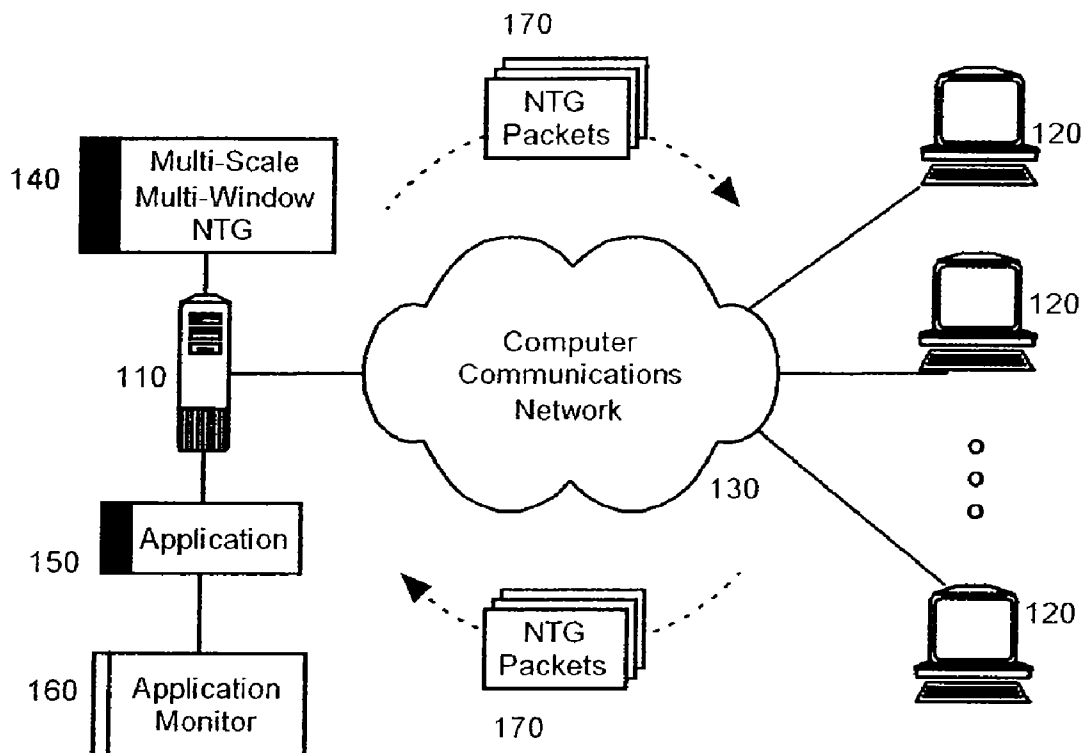 170
NTG
Packets
120
140
Multi-Scale
Multi-Window
NTG
120
110
Computer
Communications
Network
130
150
Application
NTG
Packets
120
160
Application
Monitor
170